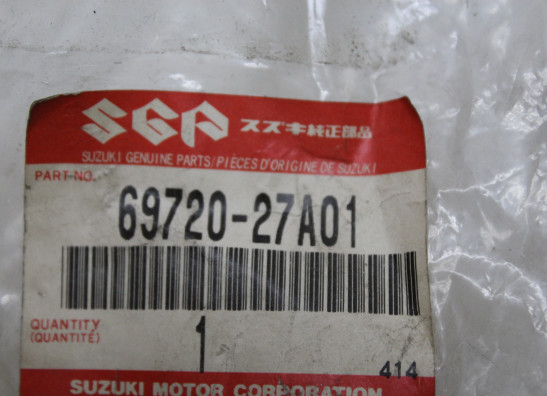 SGP スズキ純正部品
SUZUKI GENUINE PARTS/PIÈCES D'ORIGINE DE SUZUKI
PART-NO.
69720-27A01
QUANTITY 1
(QUANTITÉ)
414
SUZUKI MOTOR CORPORATION